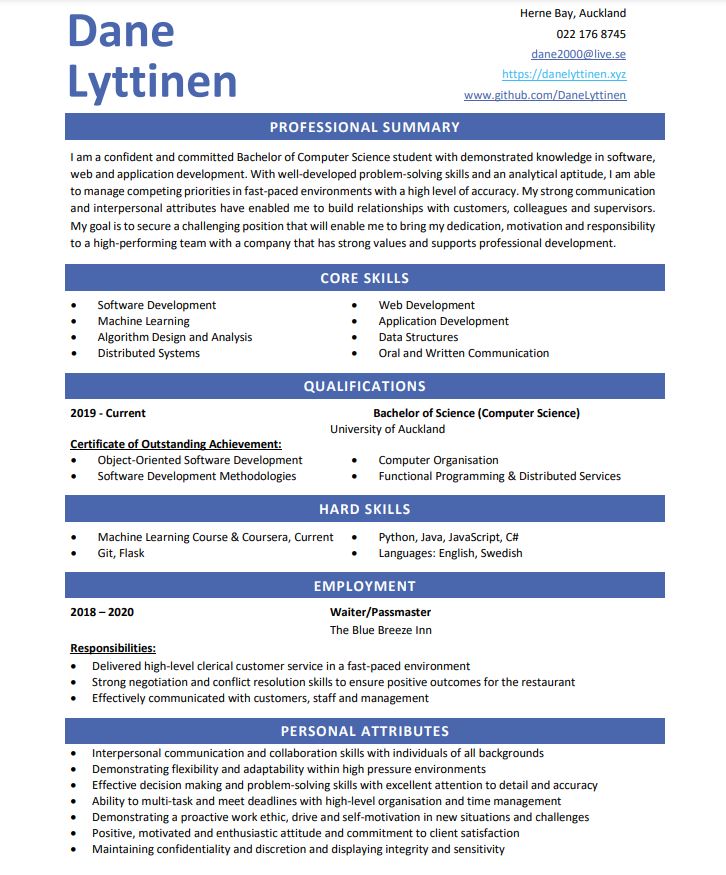 Dane
Lyttinen
Herne Bay, Auckland
022 176 8745
dane2000@live.se
https://danelyttinen.xyz
www.github.com/DaneLyttinen
PROFESSIONAL SUMMARY
I am a confident and committed Bachelor of Computer Science student with demonstrated knowledge in software,
web and application development. With well-developed problem-solving skills and an analytical aptitude, I am able
to manage competing priorities in fast-paced environments with a high level of accuracy. My strong communication
and interpersonal attributes have enabled me to build relationships with customers, colleagues and supervisors.
My goal is to secure a challenging position that will enable me to bring my dedication, motivation and responsibility
to a high-performing team with a company that has strong values and supports professional development.
CORE SKILLS
• Software Development
• Machine Learning
• Algorithm Design and Analysis
• Distributed Systems
• Web Development
• Application Development
• Data Structures
• Oral and Written Communication
QUALIFICATIONS
2019 - Current Bachelor of Science (Computer Science)
University of Auckland
Certificate of Outstanding Achievement:
• Object-Oriented Software Development
• Software Development Methodologies
• Computer Organisation
• Functional Programming & Distributed Services
HARD SKILLS
• Machine Learning Course & Coursera, Current
• Git, Flask
• Python, Java, JavaScript, C#
• Languages: English, Swedish
EMPLOYMENT
2018 – 2020 Waiter/Passmaster
The Blue Breeze Inn
Responsibilities:
• Delivered high-level clerical customer service in a fast-paced environment
• Strong negotiation and conflict resolution skills to ensure positive outcomes for the restaurant
• Effectively communicated with customers, staff and management
PERSONAL ATTRIBUTES
• Interpersonal communication and collaboration skills with individuals of all backgrounds
• Demonstrating flexibility and adaptability within high pressure environments
• Effective decision making and problem-solving skills with excellent attention to detail and accuracy
• Ability to multi-task and meet deadlines with high-level organisation and time management
• Demonstrating a proactive work ethic, drive and self-motivation in new situations and challenges
• Positive, motivated and enthusiastic attitude and commitment to client satisfaction
• Maintaining confidentiality and discretion and displaying integrity and sensitivity